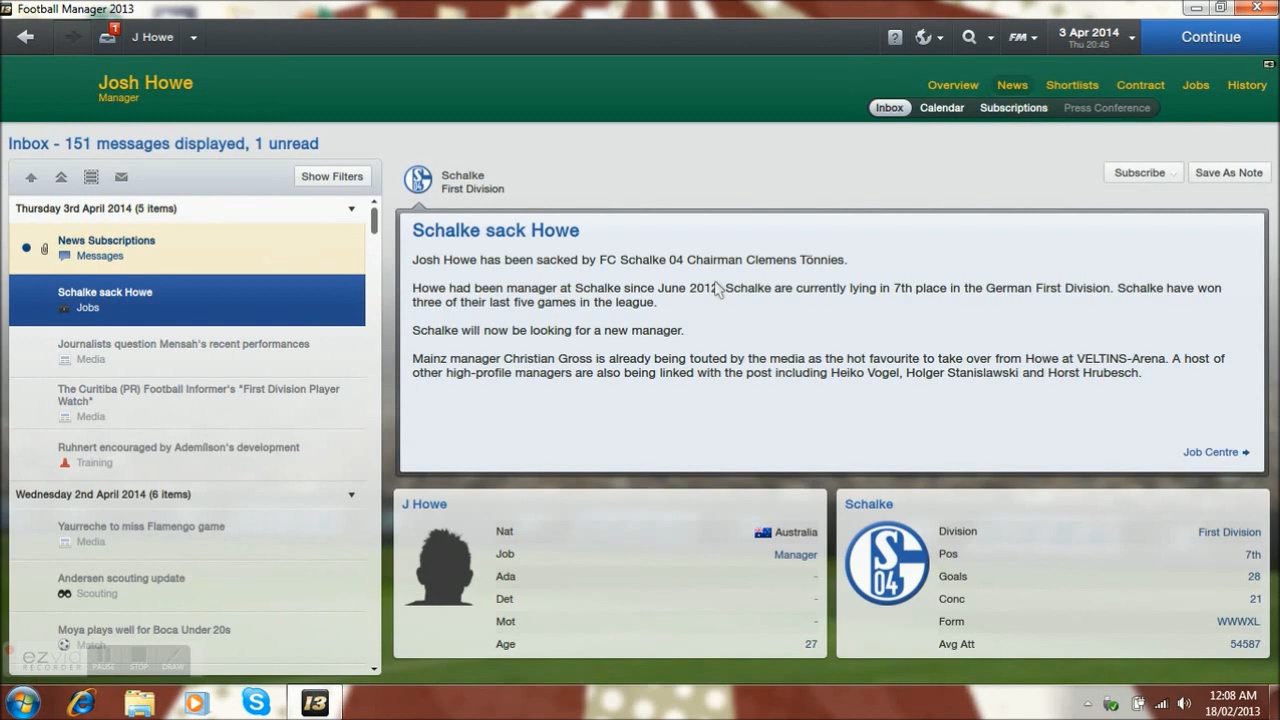 Football Manager 2013
1
J Howe
?
FM
3 Apr 2014
Thu 20:45
Continue
Josh Howe
Manager
Overview
News
Shortlists
Contract
Jobs
History
Inbox
Calendar
Subscriptions
Press Conference
Inbox - 151 messages displayed, 1 unread
Show Filters
Thursday 3rd April 2014 (5 items)
News Subscriptions
Messages
Schalke sack Howe
Jobs
Journalists question Mensah's recent performances
Media
The Curitiba (PR) Football Informer's "First Division Player
Watch"
Media
Ruhnert encouraged by Ademílson's development
Training
Wednesday 2nd April 2014 (6 items)
Yaurreche to miss Flamengo game
Media
Andersen scouting update
Scouting
Moya plays well for Boca Under 20s
Match
ezvid
RECORDER
PAUSE
STOP
DRAW
Schalke
First Division
Subscribe
Save As Note
Schalke sack Howe
Josh Howe has been sacked by FC Schalke 04 Chairman Clemens Tönnies.
Howe had been manager at Schalke since June 2012. Schalke are currently lying in 7th place in the German First Division. Schalke have won
three of their last five games in the league.
Schalke will now be looking for a new manager.
Mainz manager Christian Gross is already being touted by the media as the hot favourite to take over from Howe at VELTINS-Arena. A host of
other high-profile managers are also being linked with the post including Heiko Vogel, Holger Stanislawski and Horst Hrubesch.
Job Centre
J Howe
Nat Australia
Job Manager
Ada -
Det -
Mot -
Age 27
Schalke
S04
Division First Division
Pos 7th
Goals 28
Conc 21
Form WWWXL
Avg Att 54587
13
12:08 AM
18/02/2013